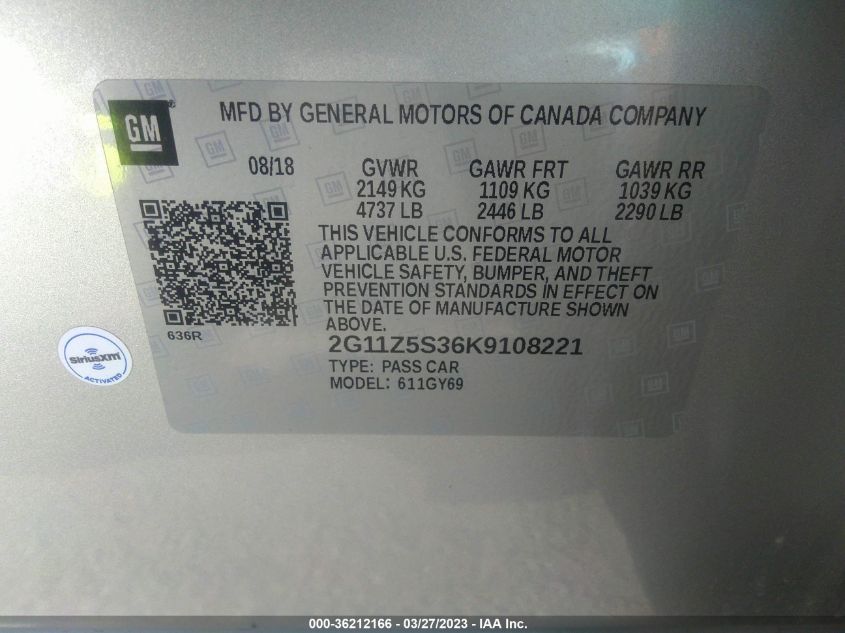 GM
MFD BY GENERAL MOTORS OF CANADA COMPANY
08/18 GVWR GAWR FRT GAWR RR
2149 KG 1109 KG 1039 KG
4737 LB 2446 LB 2290 LB
THIS VEHICLE CONFORMS TO ALL
APPLICABLE U.S. FEDERAL MOTOR
VEHICLE SAFETY, BUMPER, AND THEFT
PREVENTION STANDARDS IN EFFECT ON
THE DATE OF MANUFACTURE SHOWN
ABOVE.
636R
2G11Z5S36K9108221
TYPE: PASS CAR
MODEL: 611GY69
((SiriusXM))
ACTIVATED
000-36212166 - 03/27/2023 - IAA Inc.